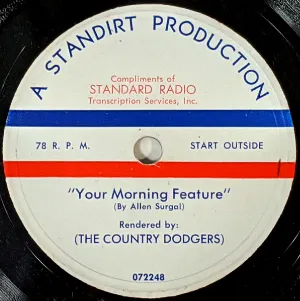 A STANDIRT PRODUCTION
Compliments of
STANDARD RADIO
Transcription Services, Inc.
78 R. P. M.
START OUTSIDE
"Your Morning Feature"
(By Allen Surgal)
Rendered by:
(THE COUNTRY DODGERS)
072248